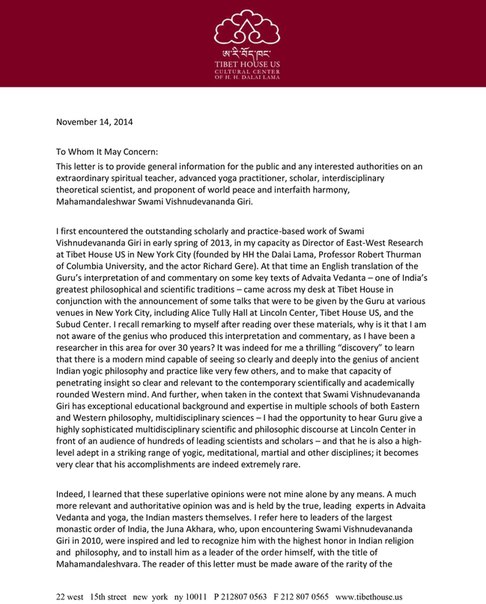 ཨ་རི་བོད་ཁང་
TIBET HOUSE US
CULTURAL CENTER
OF H. H. DALAI LAMA
November 14, 2014
To Whom It May Concern:
This letter is to provide general information for the public and any interested authorities on an
extraordinary spiritual teacher, advanced yoga practitioner, scholar, interdisciplinary
theoretical scientist, and proponent of world peace and interfaith harmony,
Mahamandaleshwar Swami Vishnudevananda Giri.
I first encountered the outstanding scholarly and practice-based work of Swami
Vishnudevananda Giri in early spring of 2013, in my capacity as Director of East-West Research
at Tibet House US in New York City (founded by HH the Dalai Lama, Professor Robert Thurman
of Columbia University, and the actor Richard Gere). At that time an English translation of the
Guru's interpretation of and commentary on some key texts of Advaita Vedanta – one of India's
greatest philosophical and scientific traditions – came across my desk at Tibet House in
conjunction with the announcement of some talks that were to be given by the Guru at various
venues in New York City, including Alice Tully Hall at Lincoln Center, Tibet House US, and the
Subud Center. I recall remarking to myself after reading over these materials, why is it that I am
not aware of the genius who produced this interpretation and commentary, as I have been a
researcher in this area for over 30 years? It was indeed for me a thrilling "discovery" to learn
that there is a modern mind capable of seeing so clearly and deeply into the genius of ancient
Indian yogic philosophy and practice like very few others, and to make that capacity of
penetrating insight so clear and relevant to the contemporary scientifically and academically
rounded Western mind. And further, when taken in the context that Swami Vishnudevananda
Giri has exceptional educational background and expertise in multiple schools of both Eastern
and Western philosophy, multidisciplinary sciences – I had the opportunity to hear Guru give a
highly sophisticated multidisciplinary scientific and philosophic discourse at Lincoln Center in
front of an audience of hundreds of leading scientists and scholars – and that he is also a high-
level adept in a striking range of yogic, meditational, martial and other disciplines; it becomes
very clear that his accomplishments are indeed extremely rare.
Indeed, I learned that these superlative opinions were not mine alone by any means. A much
more relevant and authoritative opinion was and is held by the true, leading  experts in Advaita
Vedanta and yoga, the Indian masters themselves. I refer here to leaders of the largest
monastic order of India, the Juna Akhara, who, upon encountering Swami Vishnudevananda
Giri in 2010, were inspired and led to recognize him with the highest honor in Indian religion
and  philosophy, and to install him as a leader of the order himself, with the title of
Mahamandaleshvara. The reader of this letter must be made aware of the rarity of the
22 west  15th street  new  york  ny 10011  P 212807 0563  F 212 807 0565  www.tibethouse.us